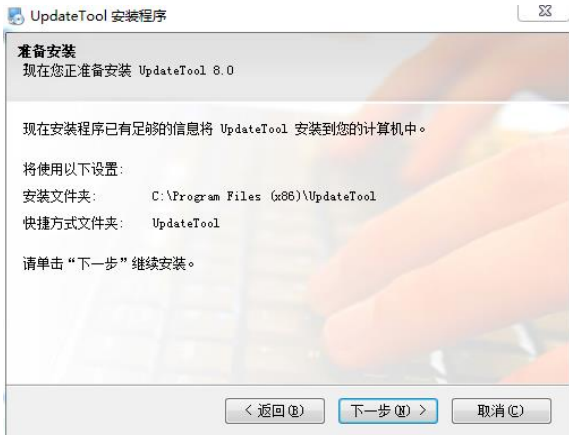 UpdateTool 安装程序
准备安装
现在您正准备安装 UpdateTool 8.0
现在安装程序已有足够的信息将 UpdateTool 安装到您的计算机中。
将使用以下设置:
安装文件夹: C:\Program Files (x86)\UpdateTool
快捷方式文件夹: UpdateTool
请单击“下一步”继续安装。
< 返回(B) 下一步(N) > 取消(C)